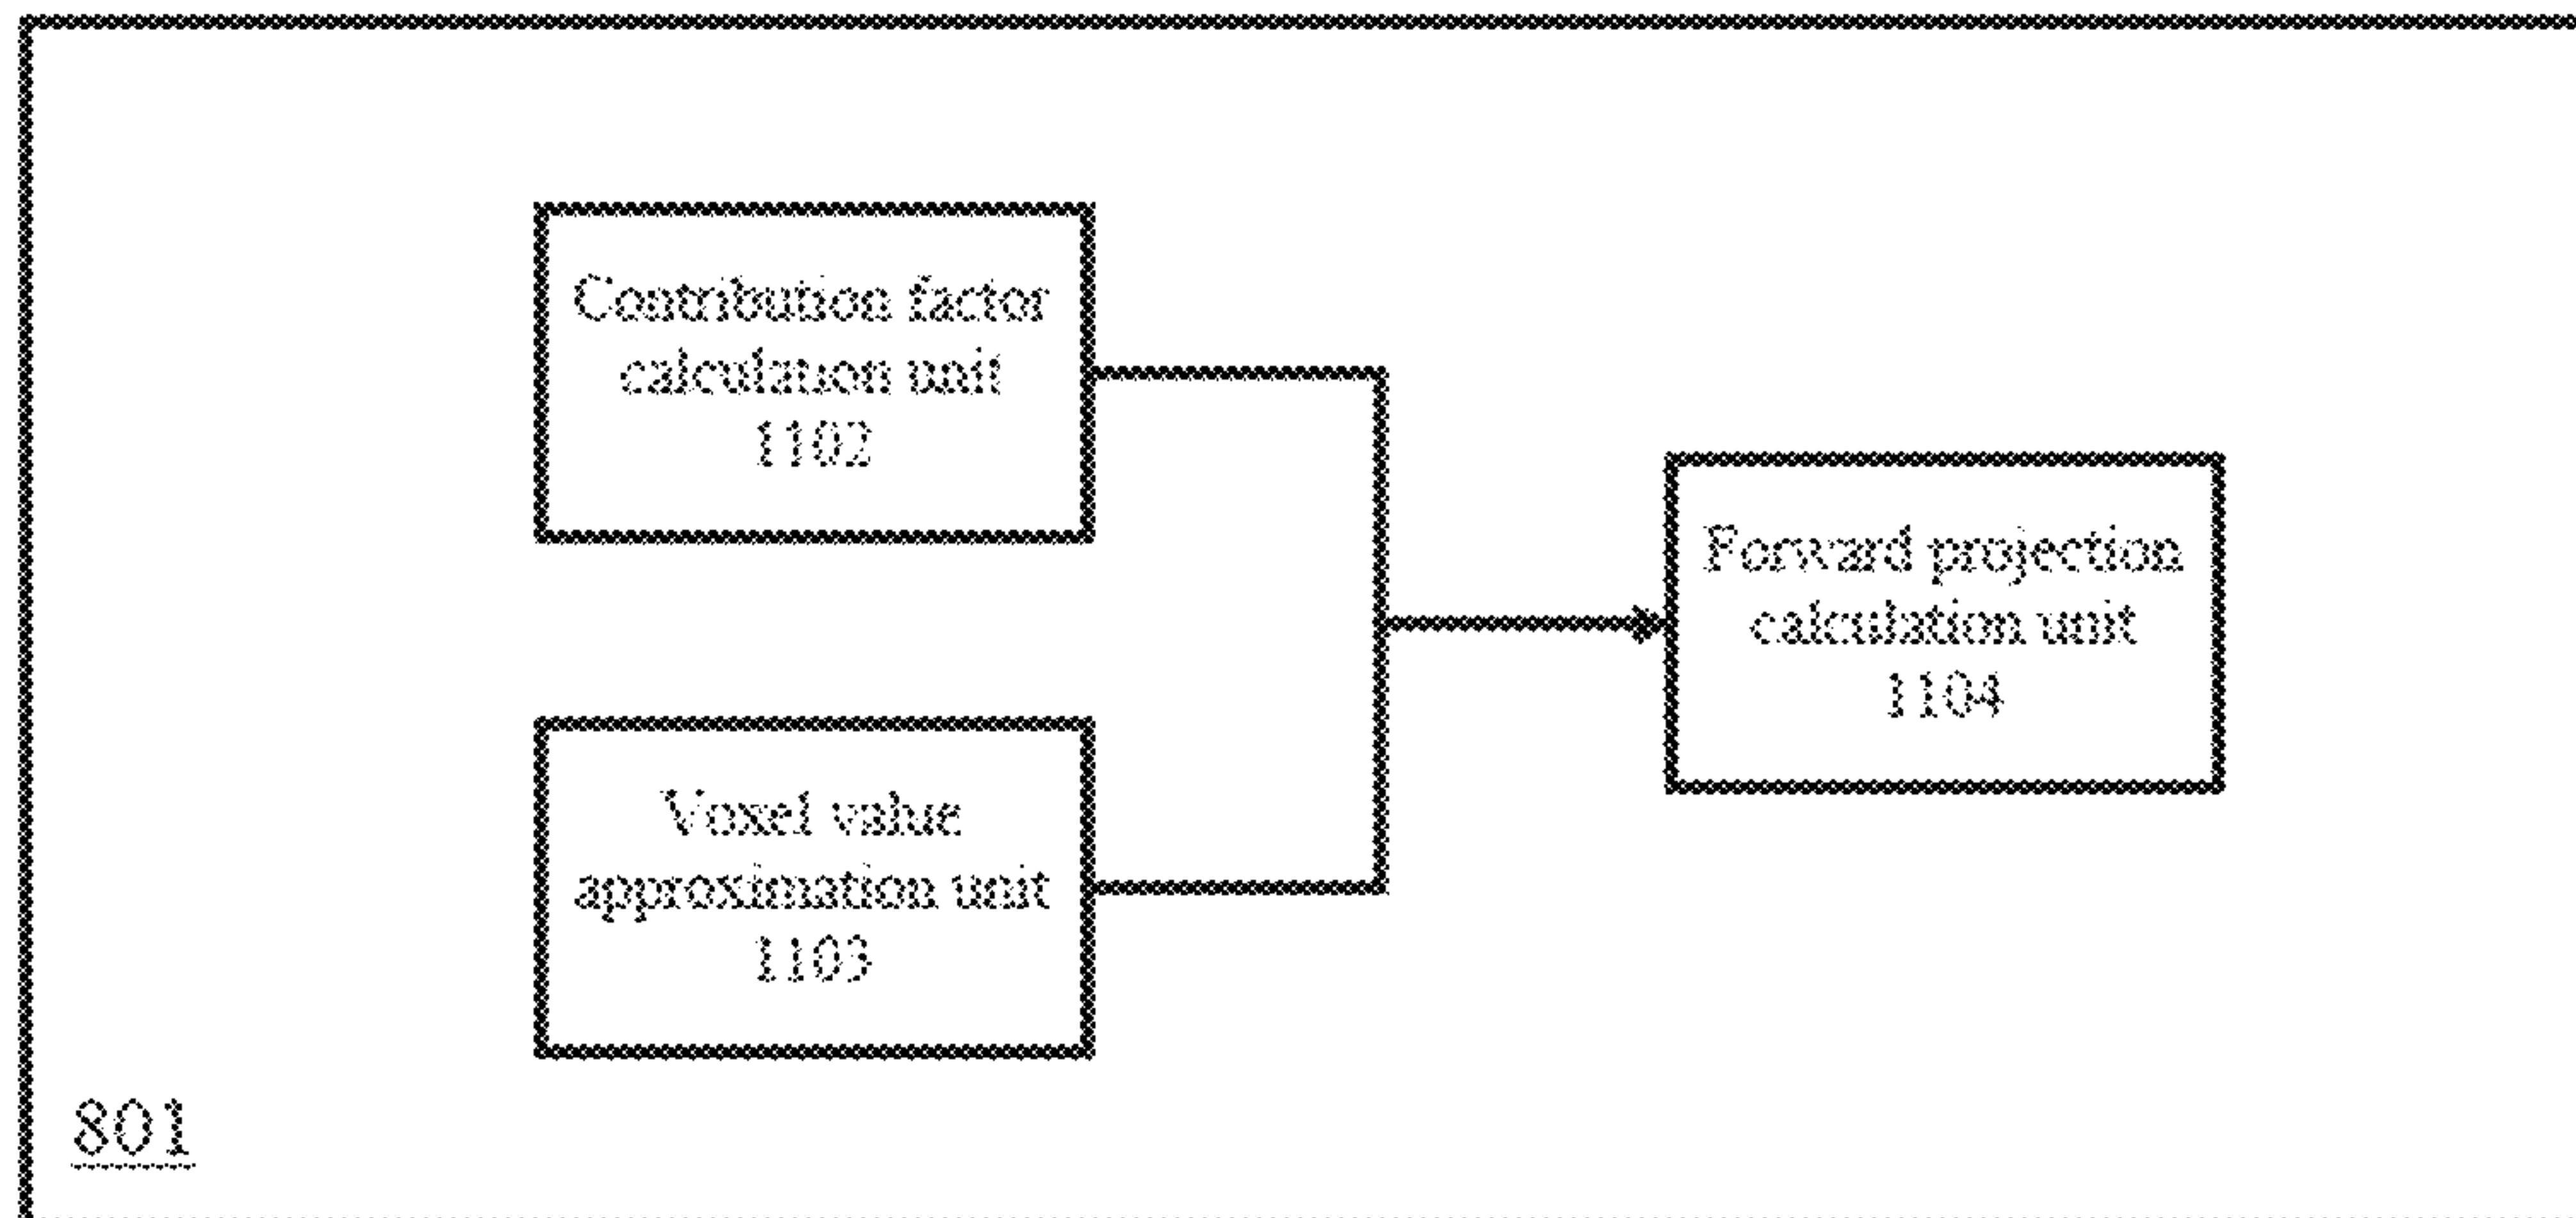 Contribution factor
calculation unit
1102
Forward projection
calculation unit
1104
Voxel value
approximation unit
1103
801